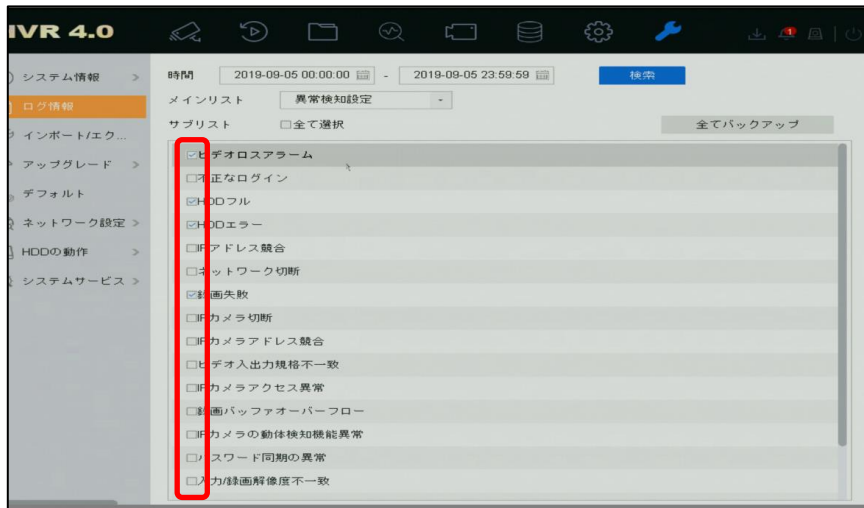 IVR 4.0
システム情報 >
ログ情報
インポート/エク...
アップグレード >
デフォルト
ネットワーク設定 >
HDDの動作 >
システムサービス >
時間 2019-09-05 00:00:00 - 2019-09-05 23:59:59 検索
メインリスト 異常検知設定
サブリスト 全て選択 全てバックアップ
ビデオロスアラーム
不正なログイン
HDDフル
HDDエラー
IPアドレス競合
ネットワーク切断
録画失敗
IPカメラ切断
IPカメラアドレス競合
ビデオ入出力規格不一致
IPカメラアクセス異常
録画バッファオーバーフロー
IPカメラの動体検知機能異常
パスワード同期の異常
入力/録画解像度不一致